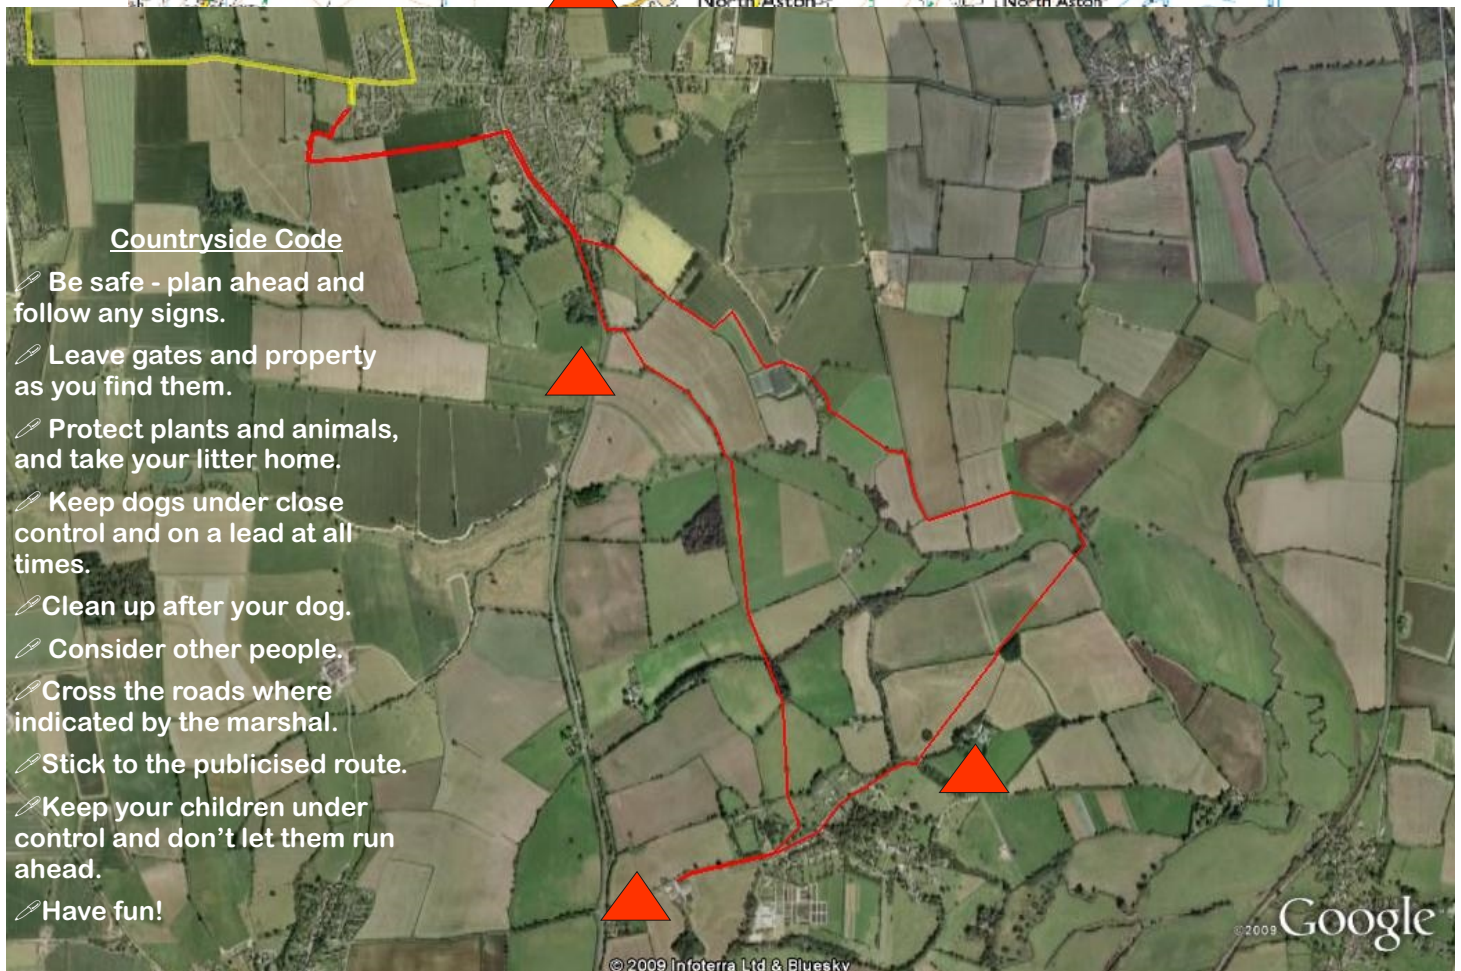 North Aston
North Aston
Countryside Code
Be safe - plan ahead and
follow any signs.
Leave gates and property
as you find them.
Protect plants and animals,
and take your litter home.
Keep dogs under close
control and on a lead at all
times.
Clean up after your dog.
Consider other people.
Cross the roads where
indicated by the marshal.
Stick to the publicised route.
Keep your children under
control and don't let them run
ahead.
Have fun!
©2009 Google
© 2009 Infoterra Ltd & Bluesky